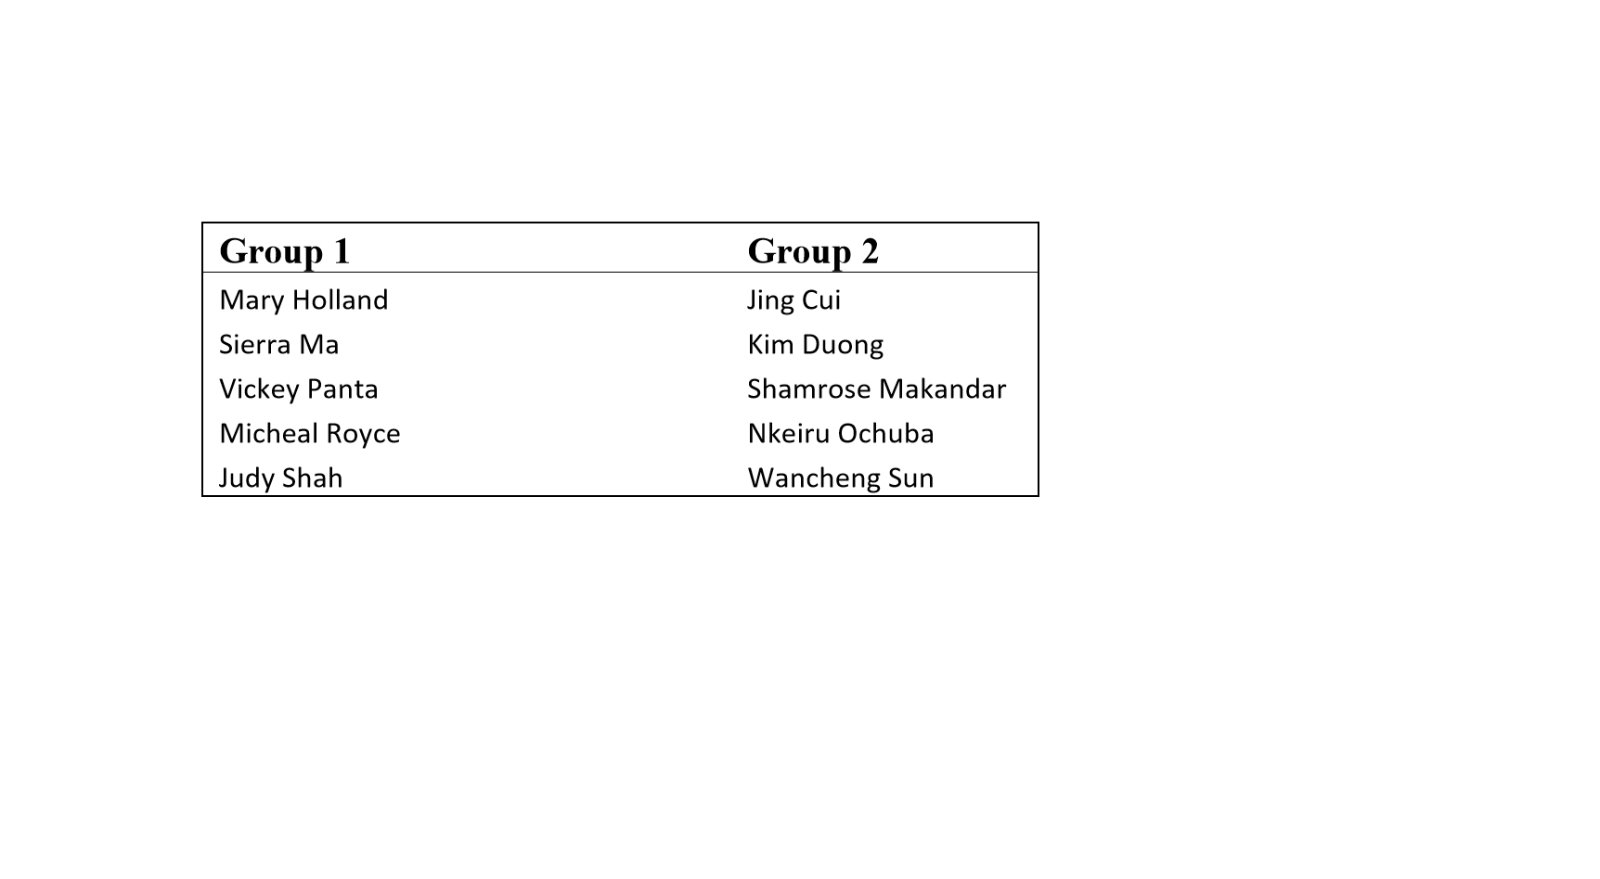 Group 1 Group 2
Mary Holland Jing Cui
Sierra Ma Kim Duong
Vickey Panta Shamrose Makandar
Micheal Royce Nkeiru Ochuba
Judy Shah Wancheng Sun